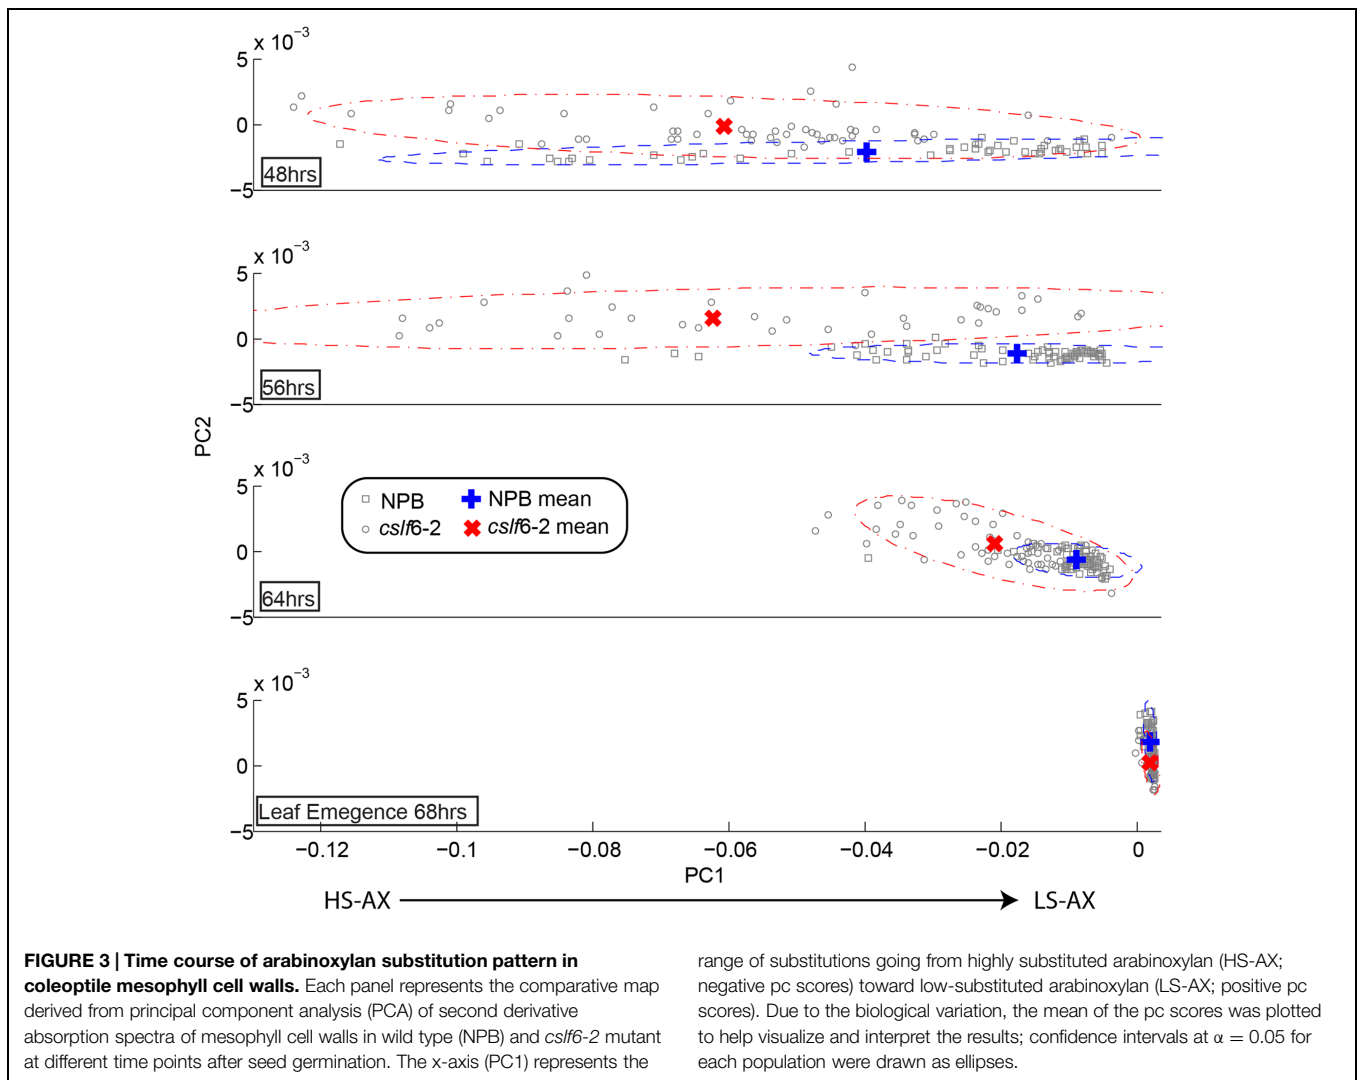 x 10⁻³
5
0
−5
48hrs
x 10⁻³
5
0
−5
56hrs
PC2
x 10⁻³
5
0
−5
NPB
NPB mean
cslf6-2
cslf6-2 mean
64hrs
x 10⁻³
5
0
−5
Leaf Emegence 68hrs
−0.12 −0.1 −0.08 −0.06 −0.04 −0.02 0
PC1
HS-AX LS-AX
FIGURE 3 | Time course of arabinoxylan substitution pattern in
coleoptile mesophyll cell walls. Each panel represents the comparative map
derived from principal component analysis (PCA) of second derivative
absorption spectra of mesophyll cell walls in wild type (NPB) and cslf6-2 mutant
at different time points after seed germination. The x-axis (PC1) represents the
range of substitutions going from highly substituted arabinoxylan (HS-AX;
negative pc scores) toward low-substituted arabinoxylan (LS-AX; positive pc
scores). Due to the biological variation, the mean of the pc scores was plotted
to help visualize and interpret the results; confidence intervals at α = 0.05 for
each population were drawn as ellipses.